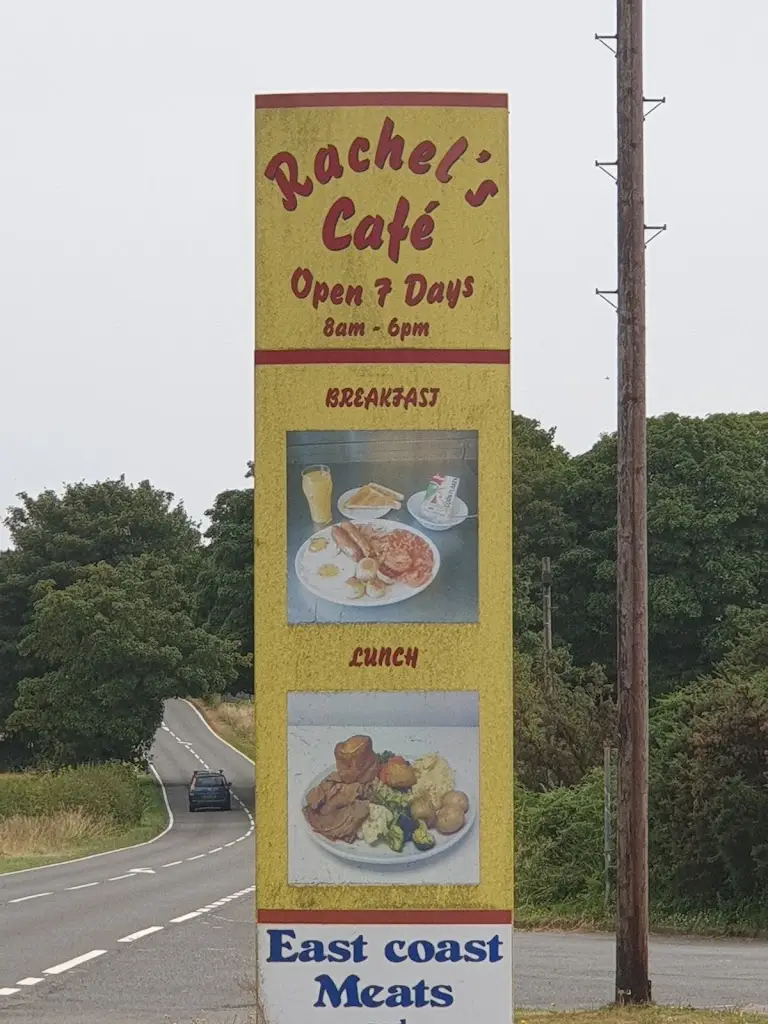 Rachel's
Café
Open 7 Days
8am - 6pm
BREAKFAST
LUNCH
East coast
Meats